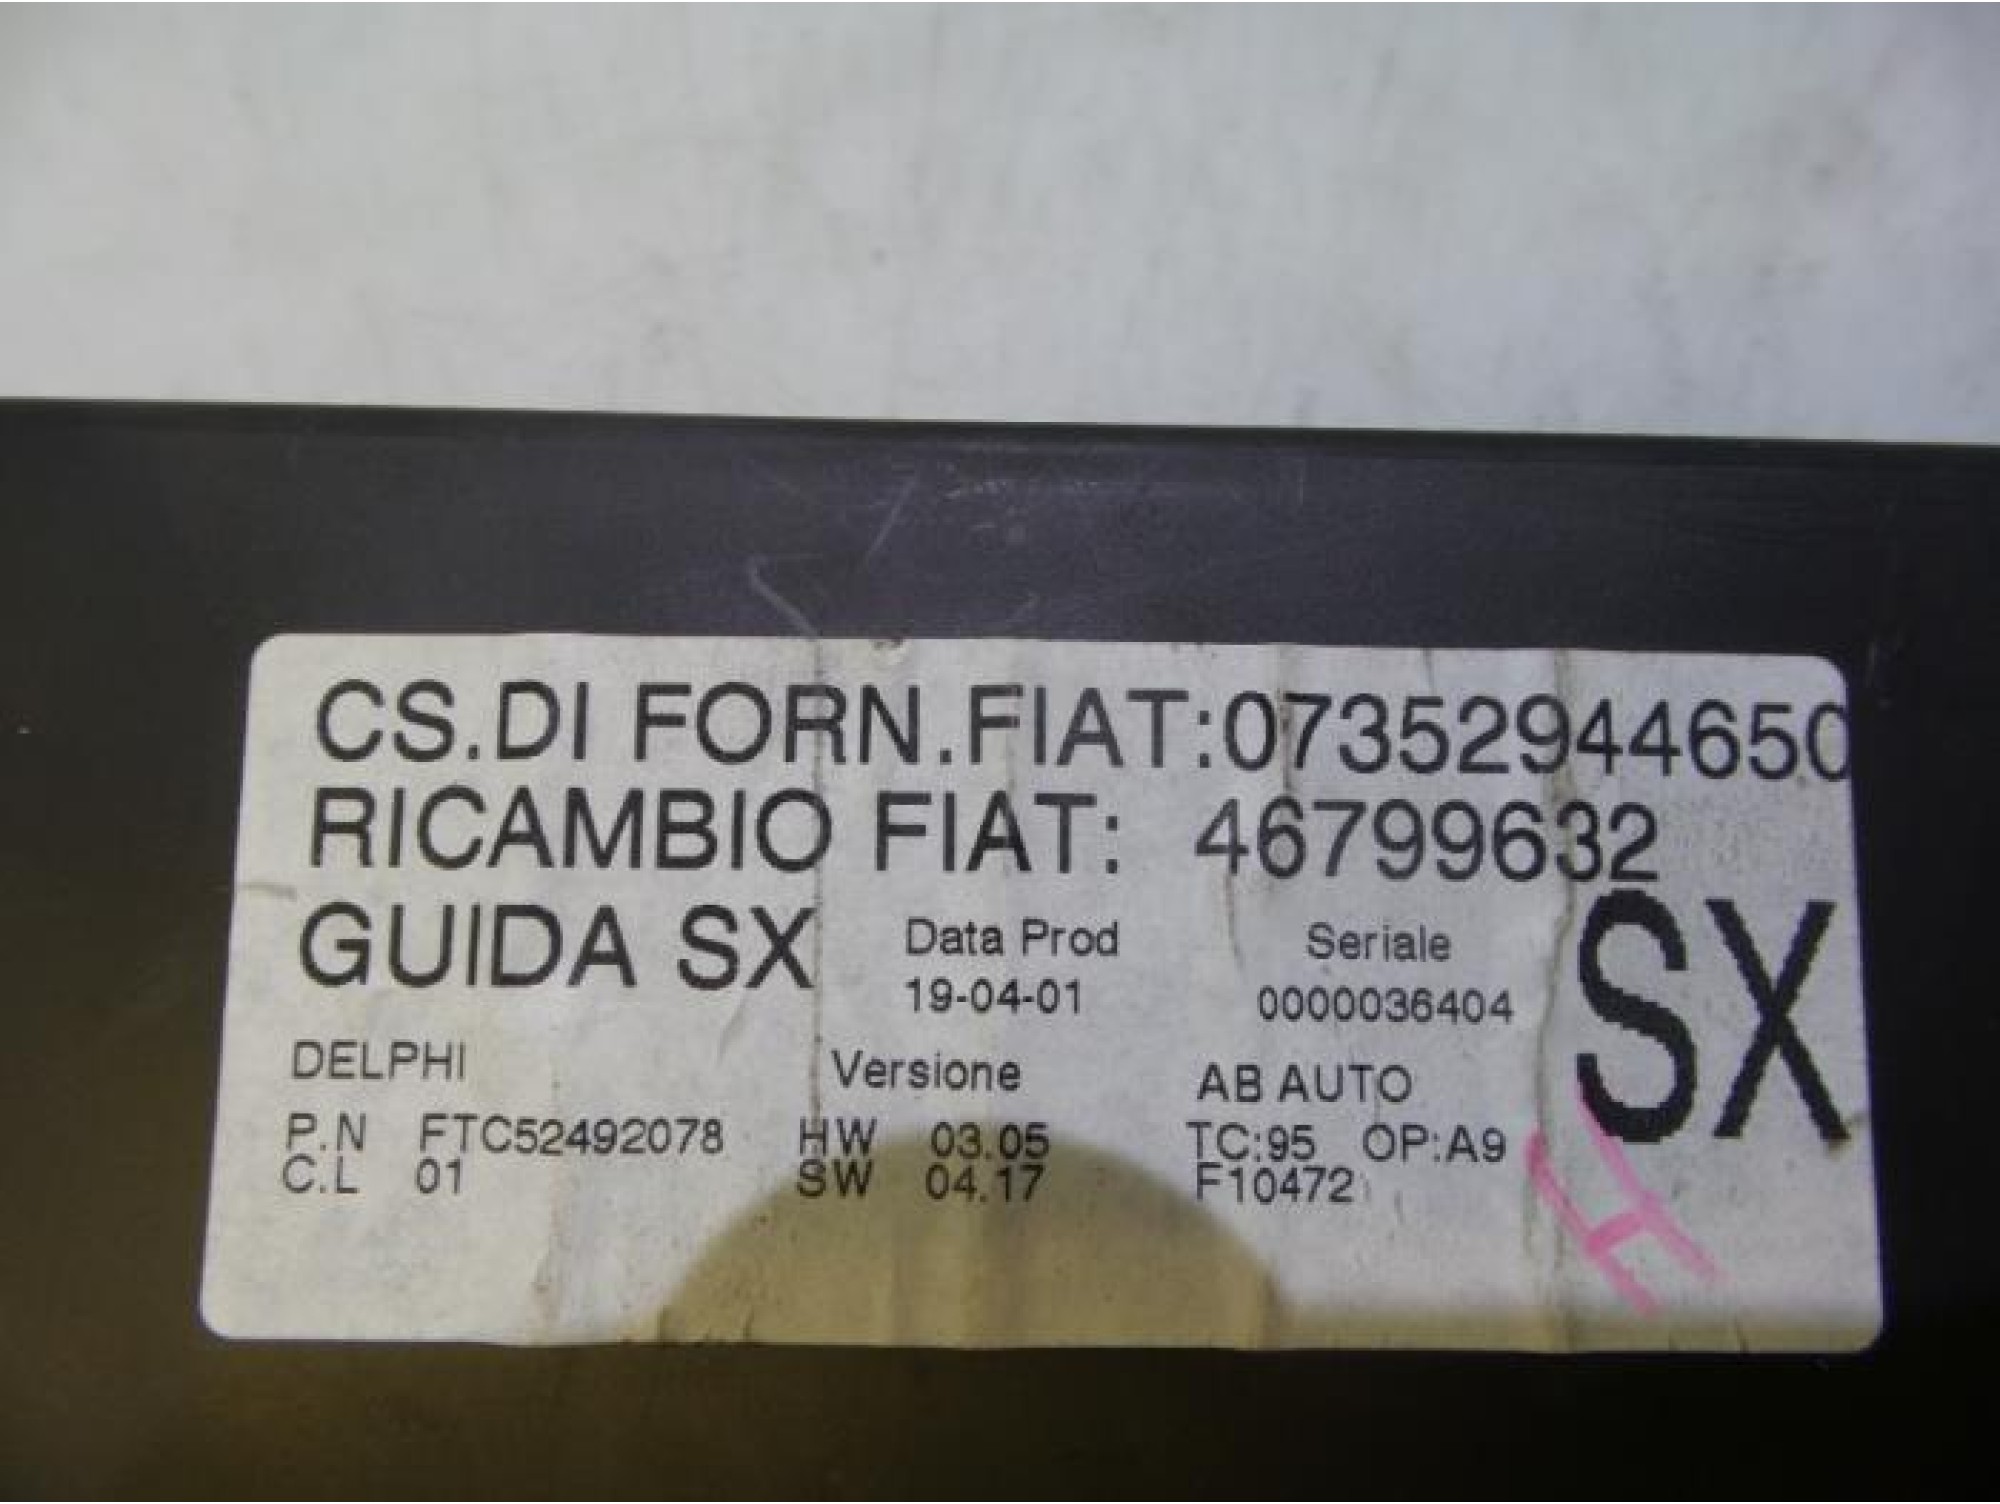 CS.DI FORN.FIAT:07352944650
RICAMBIO FIAT: 46799632
GUIDA SX
Data Prod
19-04-01
Seriale
0000036404
SX
DELPHI
P.N FTC52492078
C.L 01
Versione
HW 03.05
SW 04.17
AB AUTO
TC:95 OP:A9
F10472